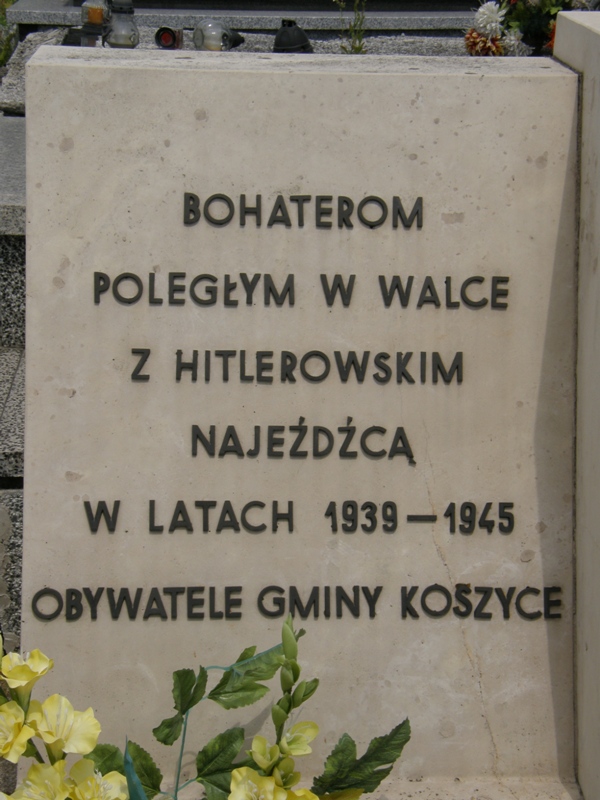 BOHATEROM
POLEGŁYM W WALCE
Z HITLEROWSKIM
NAJEŹDŹCĄ
W LATACH 1939—1945
OBYWATELE GMINY KOSZYCE